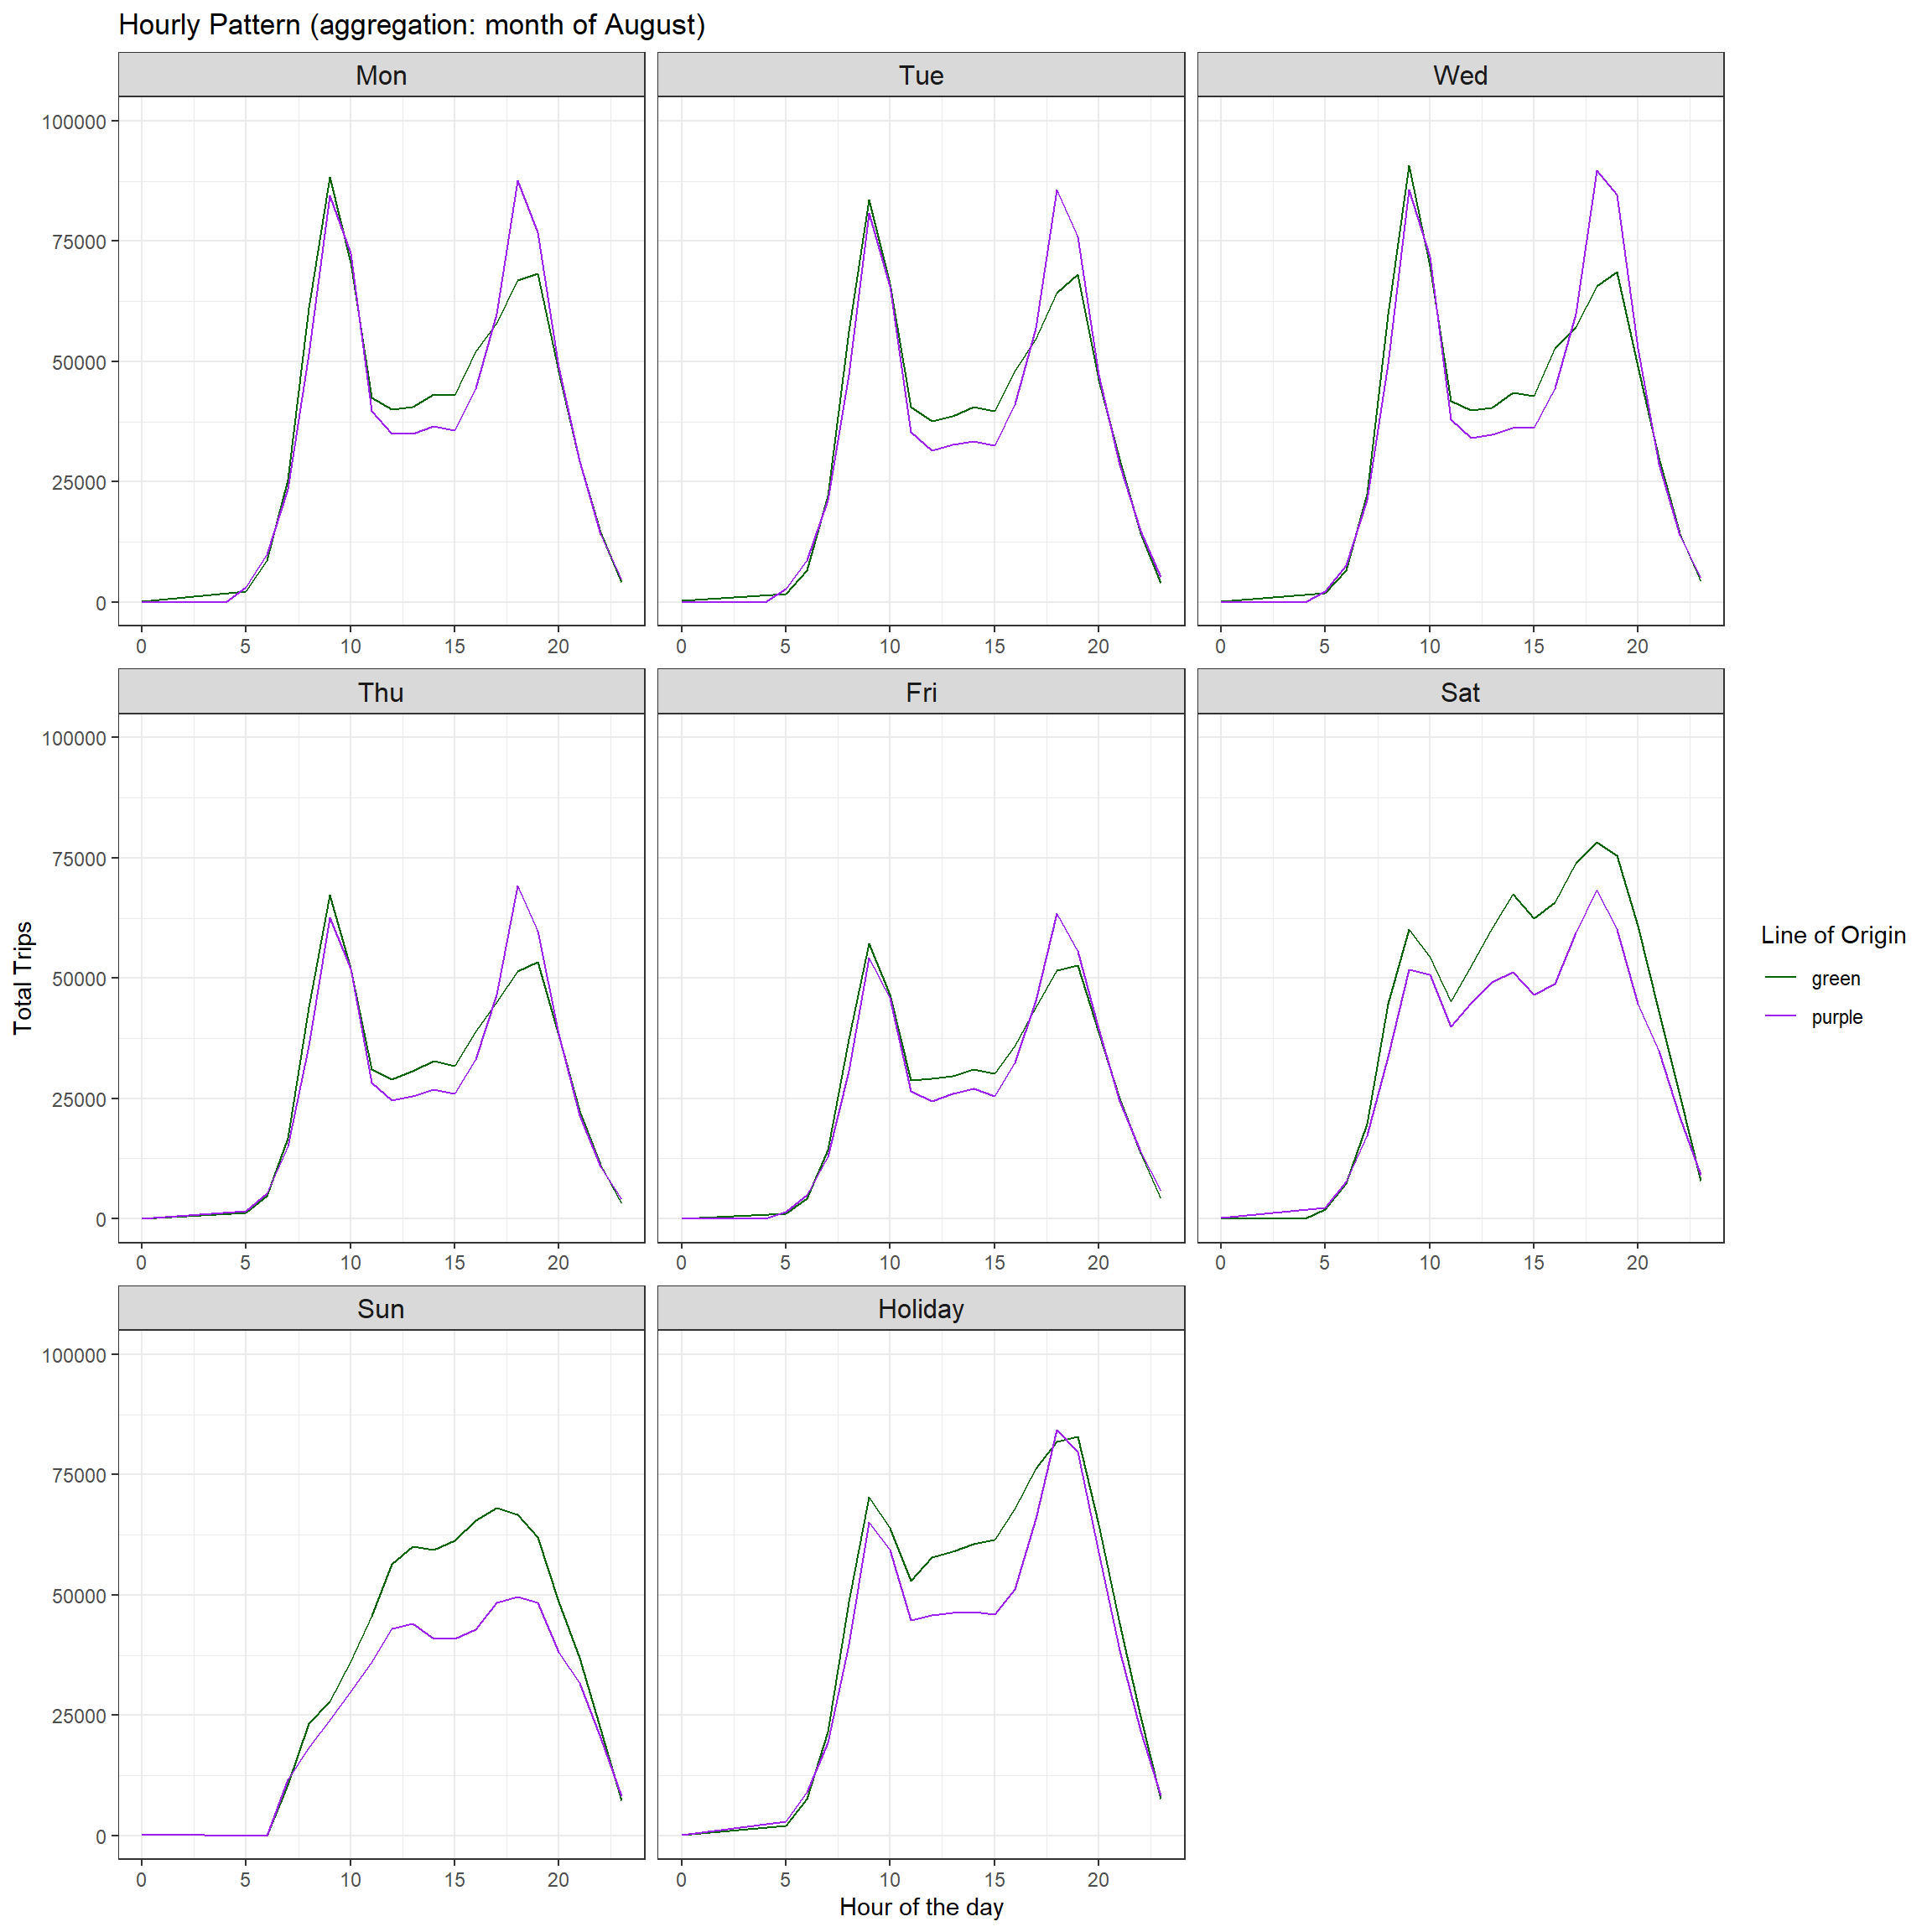 Hourly Pattern (aggregation: month of August)
Mon
Tue
Wed
100000
75000
50000
25000
0
0 5 10 15 20
0 5 10 15 20
0 5 10 15 20
Thu
Fri
Sat
100000
75000
50000
25000
0
0 5 10 15 20
0 5 10 15 20
0 5 10 15 20
Sun
Holiday
100000
75000
50000
25000
0
0 5 10 15 20
0 5 10 15 20
Hour of the day
Total Trips
Line of Origin
green
purple